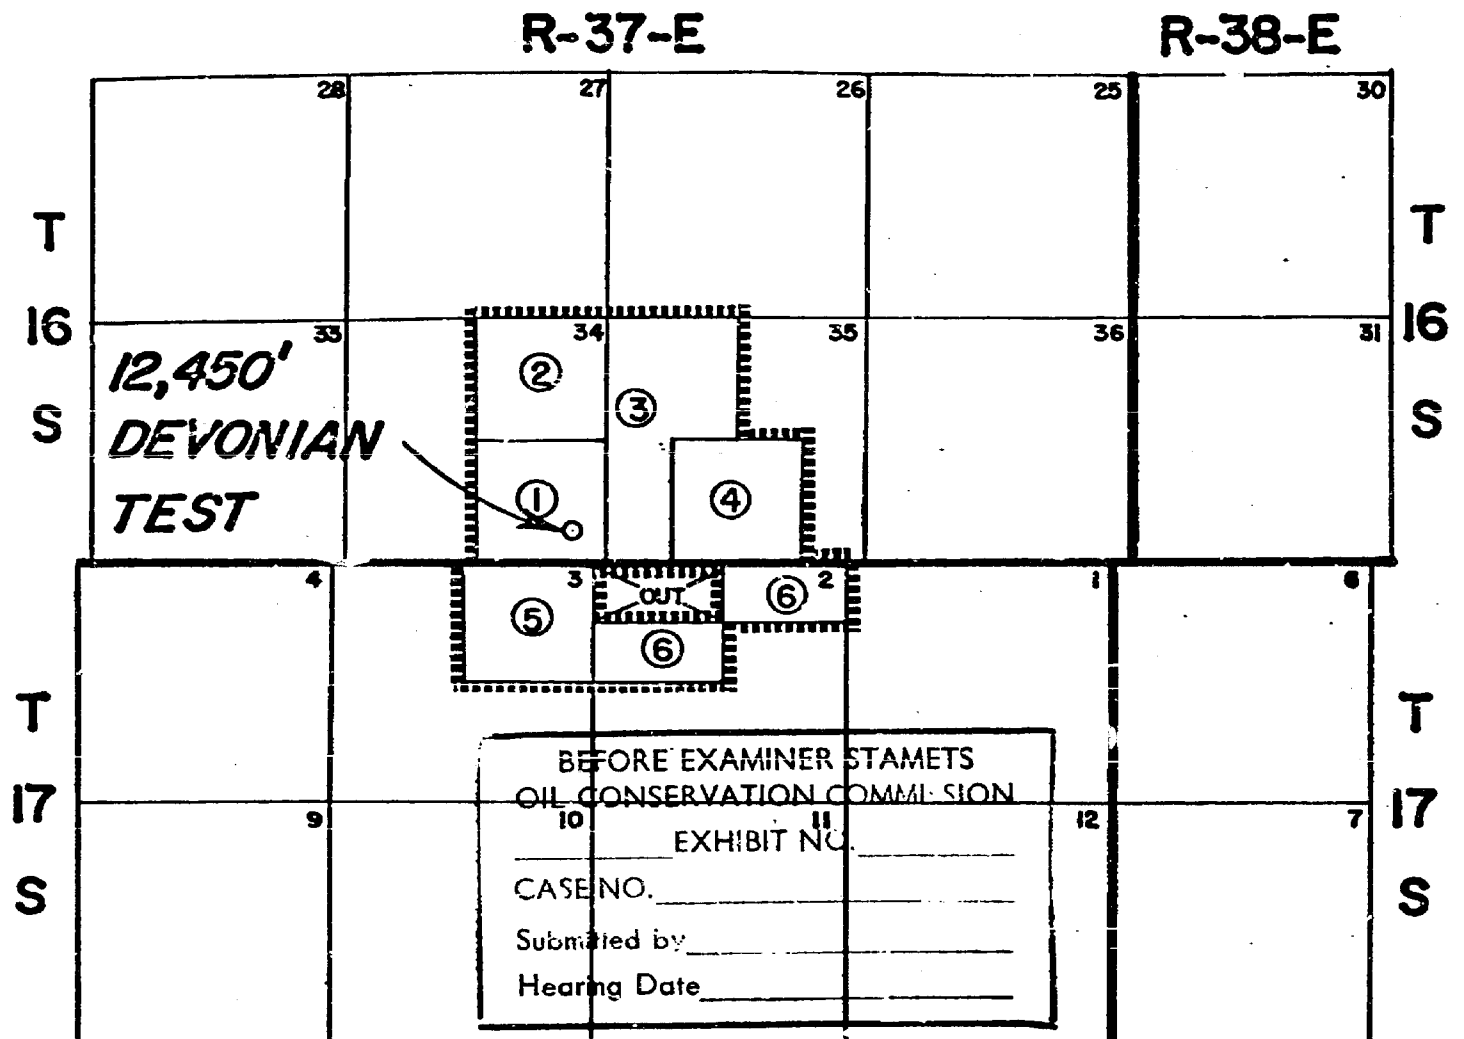 R-37-E R-38-E
28 27 26 25 30
T T
16 16
33 34 35 36 31
12,450'
② ③
S S
DEVONIAN
① ④
TEST
4 3 2 1 6
OUT ⑥
⑤
⑥
T T
BEFORE EXAMINER STAMETS
OIL CONSERVATION COMMISSION
17 17
9 10 11 12 7
EXHIBIT NO.
CASE NO.
S S
Submitted by
Hearing Date